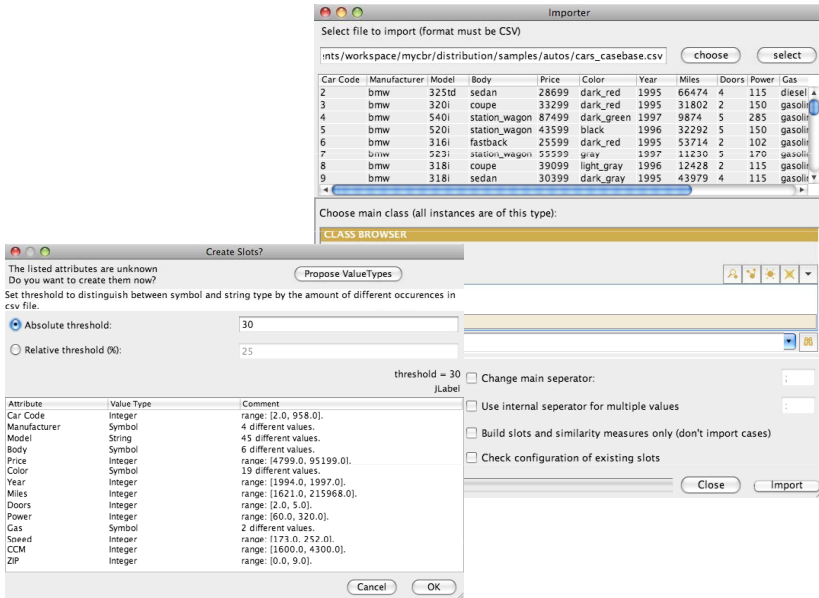 Importer
Select file to import (format must be CSV)
:nts/workspace/mycbr/distribution/samples/autos/cars_casebase.csv choose select
Car Code Manufacturer Model Body Price Color Year Miles Doors Power Gas
2 bmw 325td sedan 28699 dark_red 1995 66474 4 115 diesel
3 bmw 320i coupe 33299 dark_red 1995 31802 2 150 gasolin
4 bmw 540i station_wagon 87499 dark_green 1997 9874 5 285 gasolin
5 bmw 520i station_wagon 43599 black 1996 32292 5 150 gasolin
6 bmw 316i fastback 25599 dark_red 1995 53714 2 102 gasolin
7 bmw 523i station_wagon 55599 gray 1997 11230 5 170 gasolin
8 bmw 318i coupe 39099 light_gray 1996 12428 2 115 gasolin
9 bmw 318i sedan 30399 dark_gray 1995 43979 4 115 gasolin
Choose main class (all instances are of this type):
CLASS BROWSER
Change main seperator: ;
Use internal seperator for multiple values :
Build slots and similarity measures only (don't import cases)
Check configuration of existing slots
Close Import
Create Slots?
The listed attributes are unknown
Do you want to create them now?
Propose ValueTypes
Set threshold to distinguish between symbol and string type by the amount of different occurences in
csv file.
Absolute threshold: 30
Relative threshold (%): 25
threshold = 30
JLabel
Attribute Value Type Comment
Car Code Integer range: [2.0, 958.0].
Manufacturer Symbol 4 different values.
Model String 45 different values.
Body Symbol 6 different values.
Price Integer range: [4799.0, 95199.0].
Color Symbol 19 different values.
Year Integer range: [1994.0, 1997.0].
Miles Integer range: [1621.0, 215968.0].
Doors Integer range: [2.0, 5.0].
Power Integer range: [60.0, 320.0].
Gas Symbol 2 different values.
Speed Integer range: [173.0, 252.0].
CCM Integer range: [1600.0, 4300.0].
ZIP Integer range: [0.0, 9.0].
Cancel OK